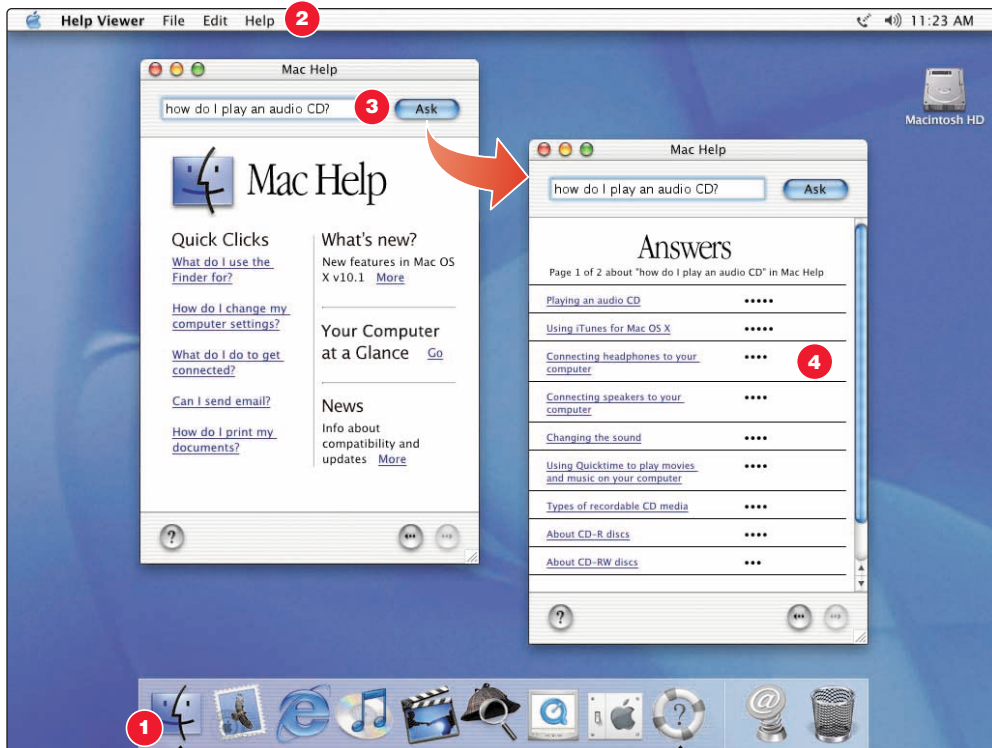 Help Viewer File Edit Help 2 11:23 AM
Mac Help
how do I play an audio CD? 3 Ask
Mac Help
Quick Clicks
What do I use the
Finder for?
How do I change my
computer settings?
What do I do to get
connected?
Can I send email?
How do I print my
documents?
What's new?
New features in Mac OS
X v10.1 More
Your Computer
at a Glance Go
News
Info about
compatibility and
updates More
?
Macintosh HD
Mac Help
how do I play an audio CD? Ask
Answers
Page 1 of 2 about "how do I play an audio CD" in Mac Help
Playing an audio CD •••••
Using iTunes for Mac OS X •••••
Connecting headphones to your ••••
computer
4
Connecting speakers to your ••••
computer
Changing the sound ••••
Using Quicktime to play movies ••••
and music on your computer
Types of recordable CD media ••••
About CD-R discs ••••
About CD-RW discs •••
?
1
? @